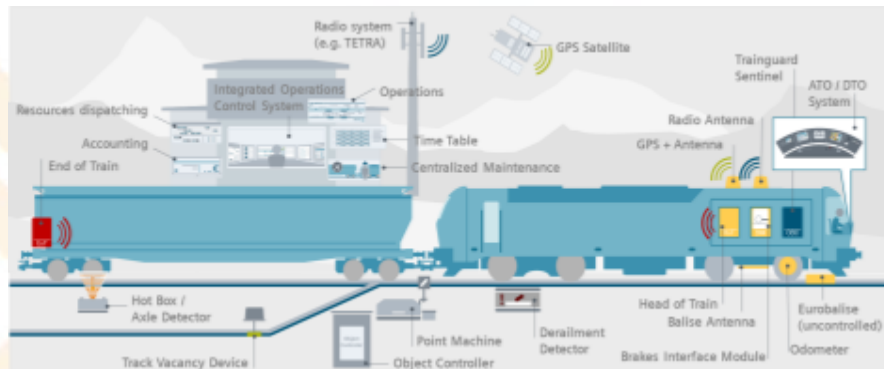 Radio system
(e.g. TETRA)
GPS Satellite
Trainguard
Sentinel
ATO / DTO
System
Integrated Operations
Control System
Operations
Resources dispatching
Radio Antenna
Accounting
Time Table
GPS + Antenna
End of Train
Centralized Maintenance
Hot Box /
Axle Detector
Head of Train
Eurobalise
(uncontrolled)
Point Machine
Derailment
Detector
Balise Antenna
Odometer
Track Vacancy Device
Object Controller
Brakes Interface Module